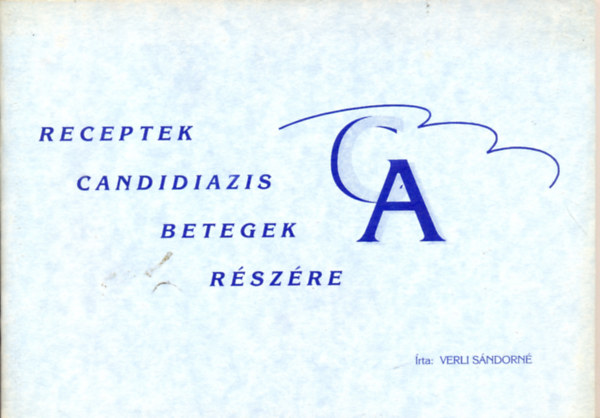 RECEPTEK
CANDIDIAZIS
BETEGEK
RÉSZÉRE
CA
Írta: VERLI SÁNDORNÉ